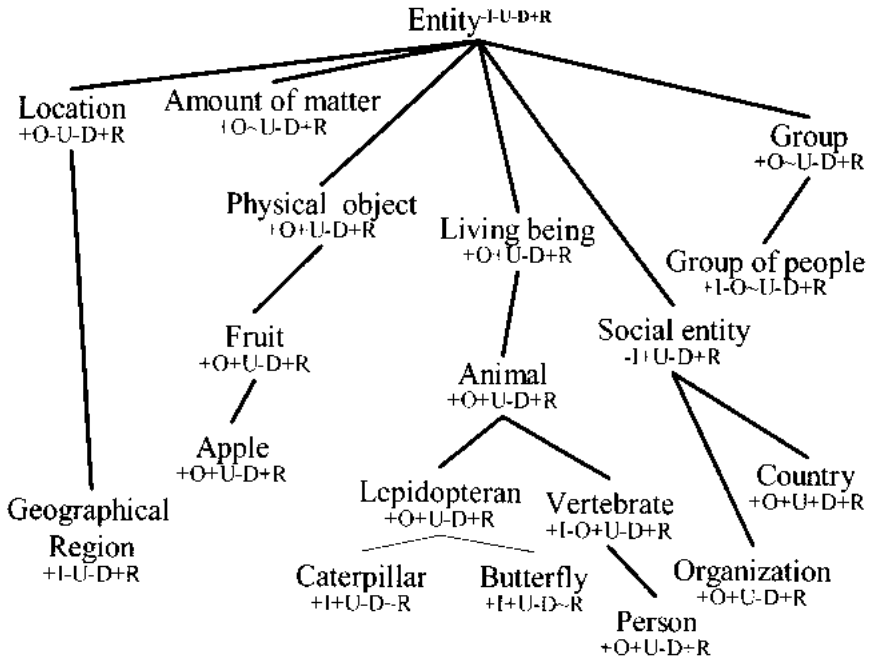 Entity-I-U-D+R
Location
+O-U-D+R
Amount of matter
+O~U-D+R
Group
+O~U-D+R
Physical object
+O+U-D+R
Living being
+O+U-D+R
Group of people
+I-O~U-D+R
Fruit
+O+U-D+R
Social entity
-I+U-D+R
Animal
+O+U-D+R
Apple
+O+U-D+R
Country
+O+U+D+R
Lepidopteran
+O+U-D+R
Vertebrate
+I-O+U-D+R
Geographical
Region
+I-U-D+R
Caterpillar
+I+U-D~R
Butterfly
+I+U-D~R
Organization
+O+U-D+R
Person
+O+U-D+R